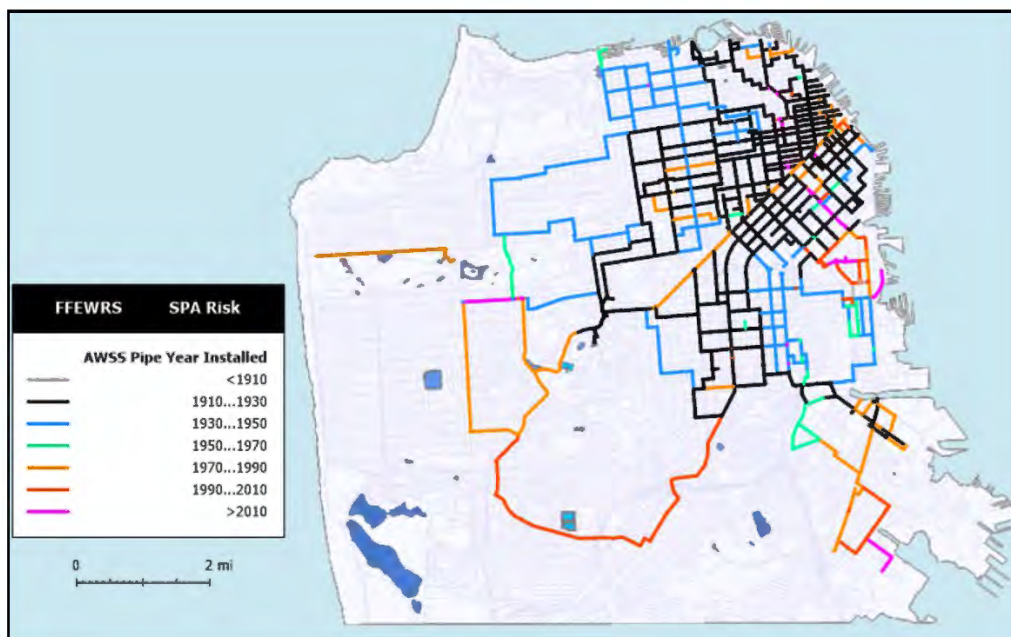 FFEWRS SPA Risk
AWSS Pipe Year Installed
<1910
1910...1930
1930...1950
1950...1970
1970...1990
1990...2010
>2010
0 2 mi